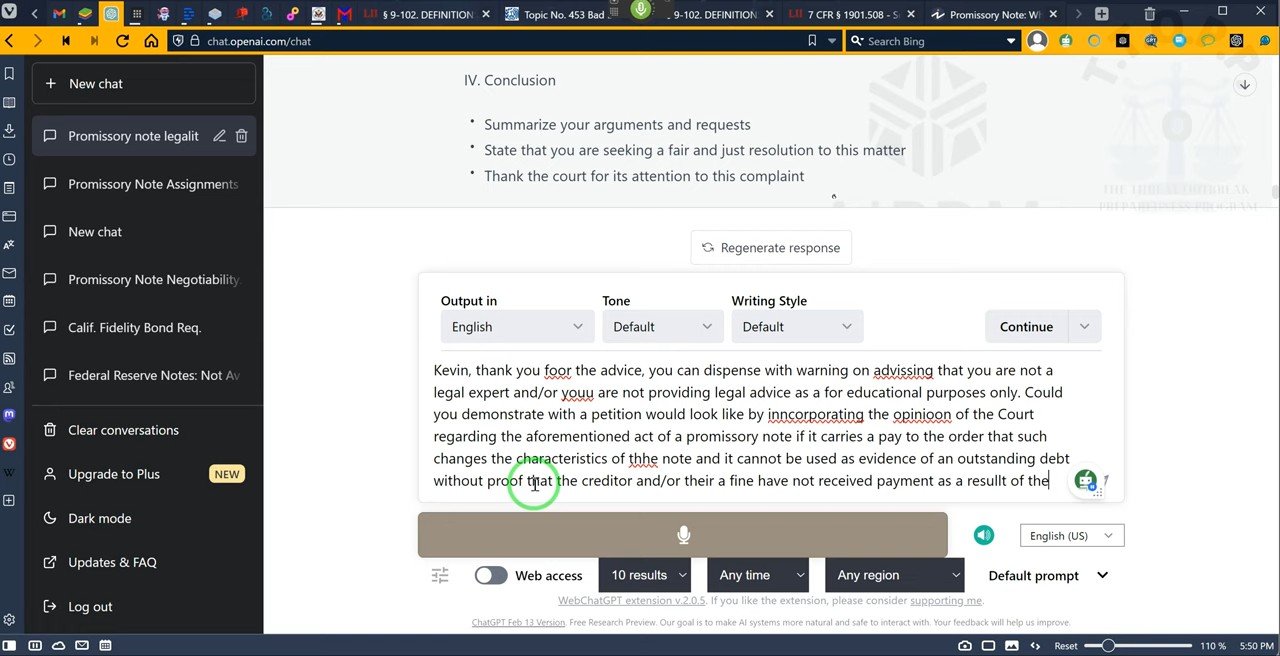 § 9-102. DEFINITION
Topic No. 453 Bad
9-102. DEFINITION
7 CFR § 1901.508 - S
Promissory Note: Wh
chat.openai.com/chat
Search Bing
New chat
Promissory note legalit
Promissory Note Assignments
New chat
Promissory Note Negotiability.
Calif. Fidelity Bond Req.
Federal Reserve Notes: Not Av
Clear conversations
Upgrade to Plus NEW
Dark mode
Updates & FAQ
Log out
IV. Conclusion
Summarize your arguments and requests
State that you are seeking a fair and just resolution to this matter
Thank the court for its attention to this complaint
T.T.O.P.P.
THE THREAT OUTBREAK
PREPAREDNESS PROGRAM
Regenerate response
Output in Tone Writing Style
English Default Default Continue
Kevin, thank you foor the advice, you can dispense with warning on advissing that you are not a
legal expert and/or youu are not providing legal advice as a for educational purposes only. Could
you demonstrate with a petition would look like by inncorporating the opinioon of the Court
regarding the aforementioned act of a promissory note if it carries a pay to the order that such
changes the characteristics of thhe note and it cannot be used as evidence of an outstanding debt
without proof that the creditor and/or their a fine have not received payment as a resullt of the
English (US)
Web access 10 results Any time Any region Default prompt
WebChatGPT extension v.2.0.5. If you like the extension, please consider supporting me.
ChatGPT Feb 13 Version. Free Research Preview. Our goal is to make AI systems more natural and safe to interact with. Your feedback will help us improve.
Reset 110 % 5:50 PM